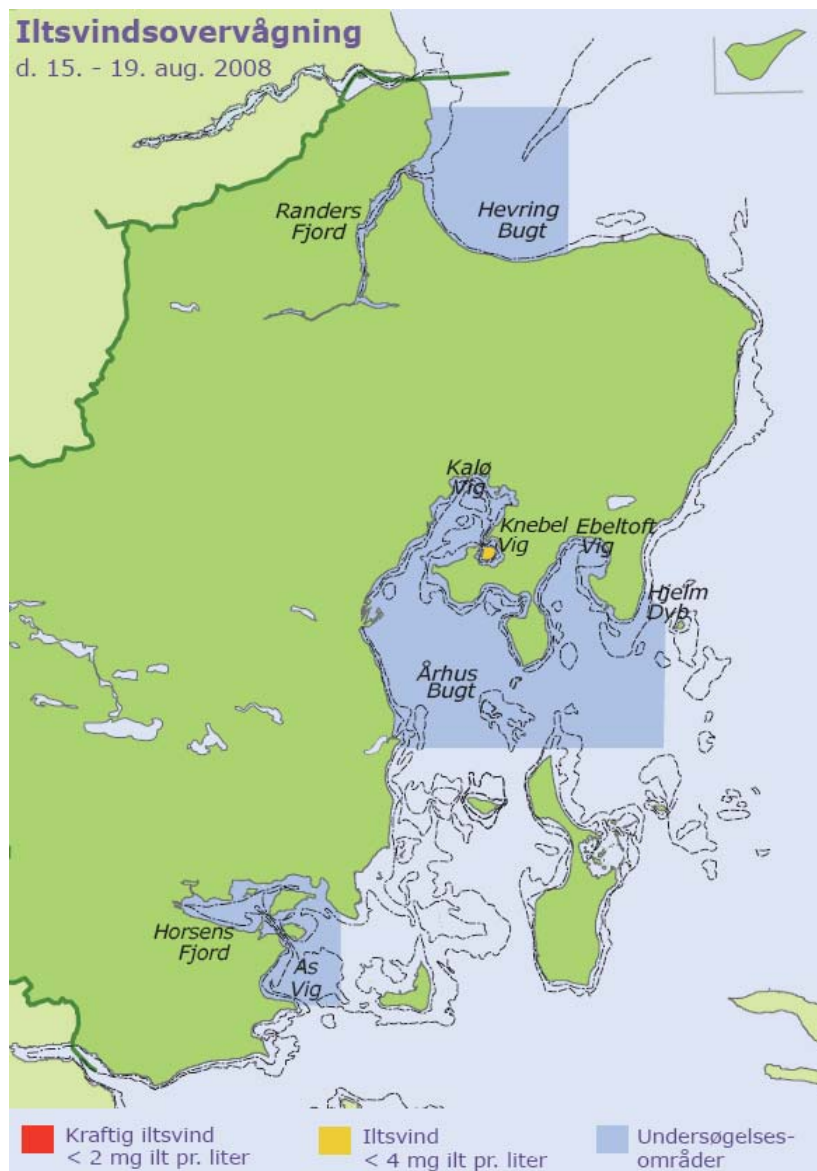 Iltsvindsovervågning
d. 15. - 19. aug. 2008
Randers
Fjord
Hevring
Bugt
Kalø
Vig
Knebel
Vig
Ebeltoft
Vig
Hjelm
Dyb
Århus
Bugt
Horsens
Fjord
As
Vig
Kraftig iltsvind
< 2 mg ilt pr. liter
Iltsvind
< 4 mg ilt pr. liter
Undersøgelses-
områder